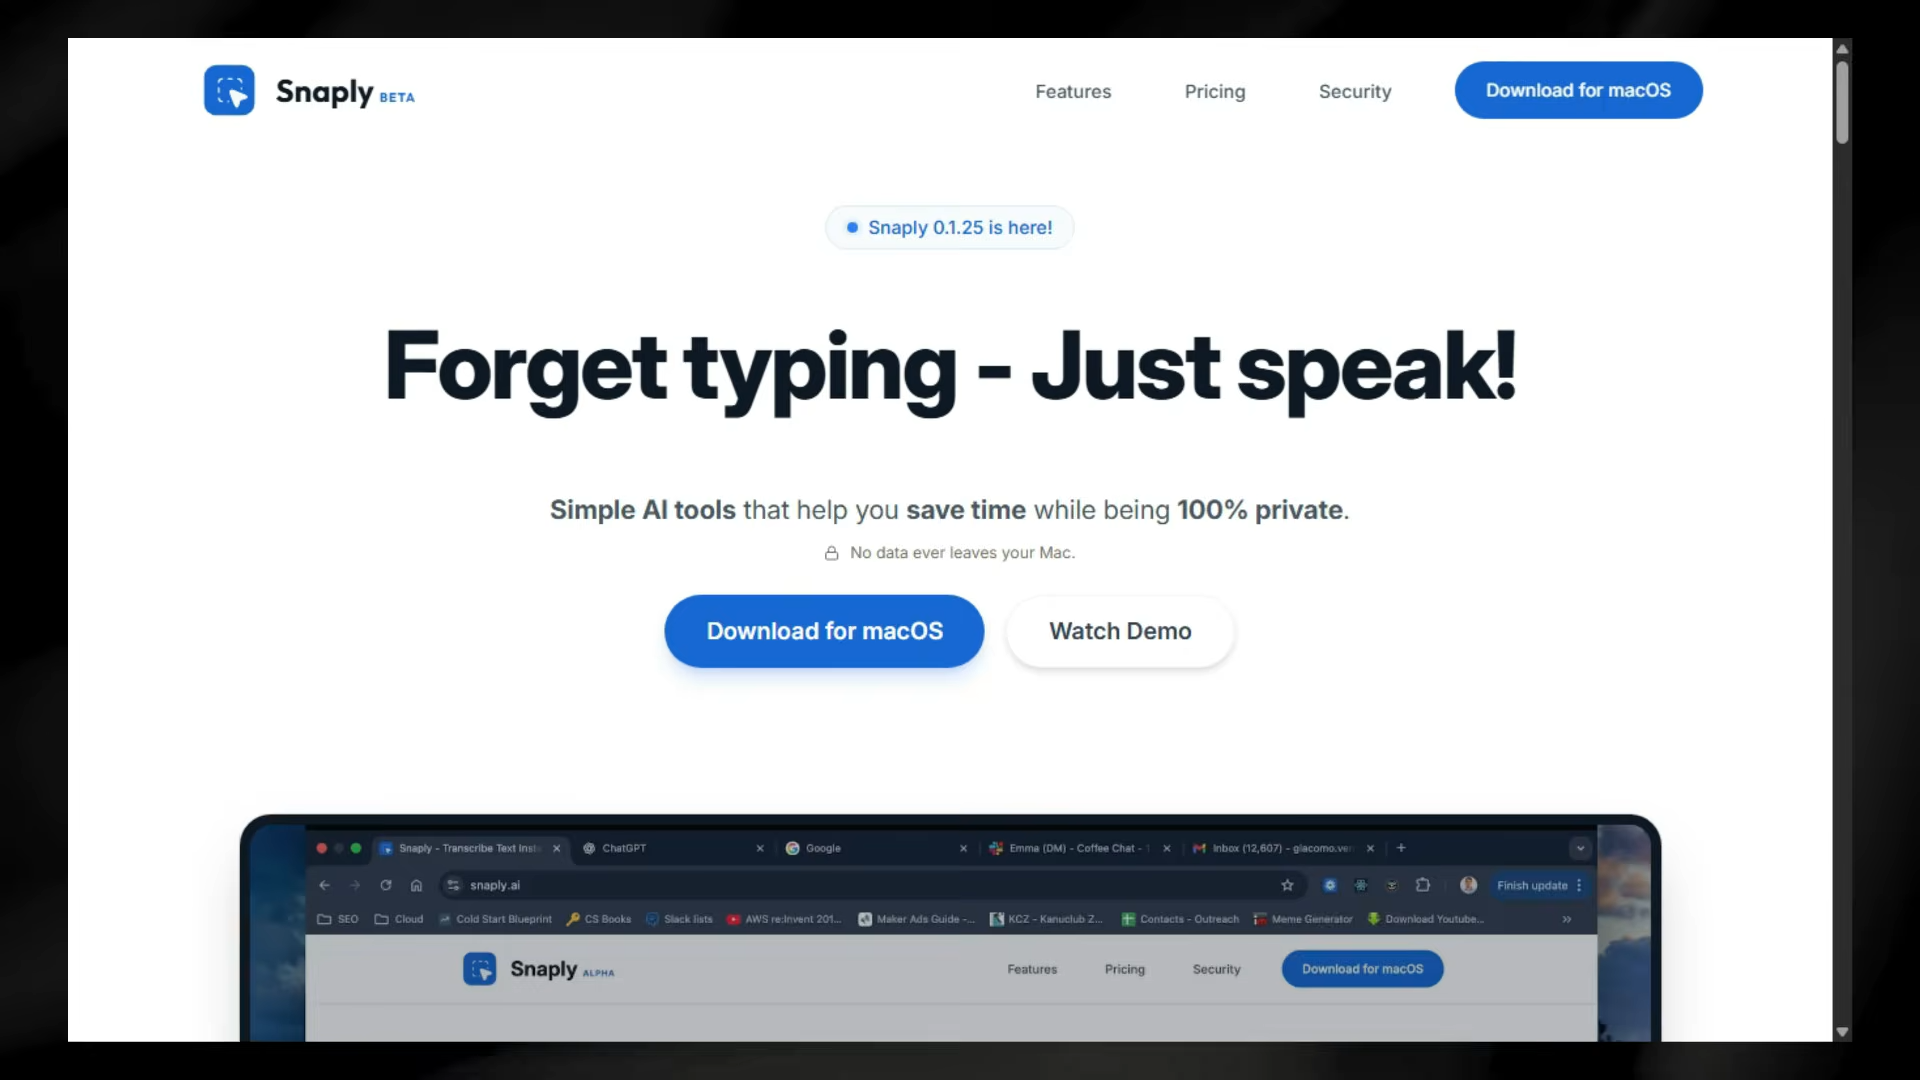 Snaply BETA
Features
Pricing
Security
Download for macOS
Snaply 0.1.25 is here!
Forget typing - Just speak!
Simple AI tools that help you save time while being 100% private.
No data ever leaves your Mac.
Download for macOS
Watch Demo
Snaply - Transcribe Text Inst
ChatGPT
Google
Emma (DM) - Coffee Chat -
Inbox (12,607) - giacomo.ver
snaply.ai
Finish update
SEO
Cloud
Cold Start Blueprint
CS Books
Slack lists
AWS re:Invent 201...
Maker Ads Guide -...
KCZ - Kanuclub Z...
Contacts - Outreach
Meme Generator
Download Youtube...
Snaply ALPHA
Features
Pricing
Security
Download for macOS